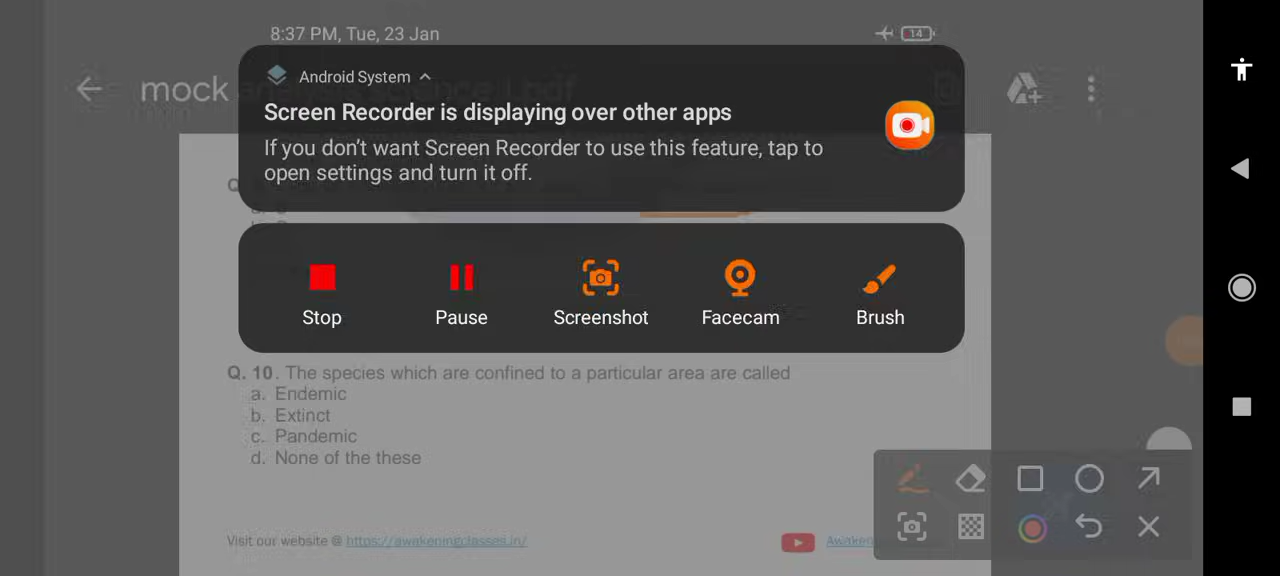 8:37 PM, Tue, 23 Jan
14
Android System
mock
Screen Recorder is displaying over other apps
If you don't want Screen Recorder to use this feature, tap to
open settings and turn it off.
Q
Stop Pause Screenshot Facecam Brush
Q. 10. The species which are confined to a particular area are called
a. Endemic
b. Extinct
c. Pandemic
d. None of the these
Visit our website @ https://awakeningclasses.in/
Awaken